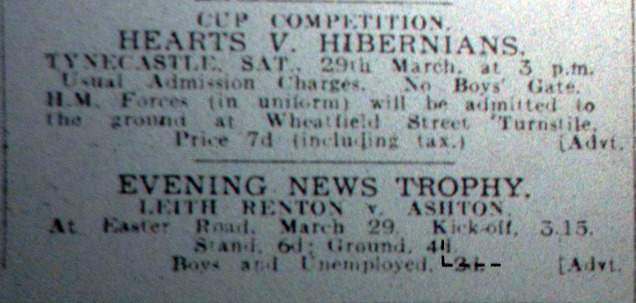 CUP COMPETITION.
HEARTS V. HIBERNIANS.
TYNECASTLE, SAT., 29th March, at 3 p.m.
Usual Admission Charges. No Boys' Gate.
H.M. Forces (in uniform) will be admitted to
the ground at Wheatfield Street Turnstile.
Price 7d (including tax.) [Advt.
EVENING NEWS TROPHY.
LEITH RENTON v. ASHTON.
At Easter Road, March 29. Kick-off, 3.15.
Stand, 6d; Ground, 4d.
Boys and Unemployed, [Advt.